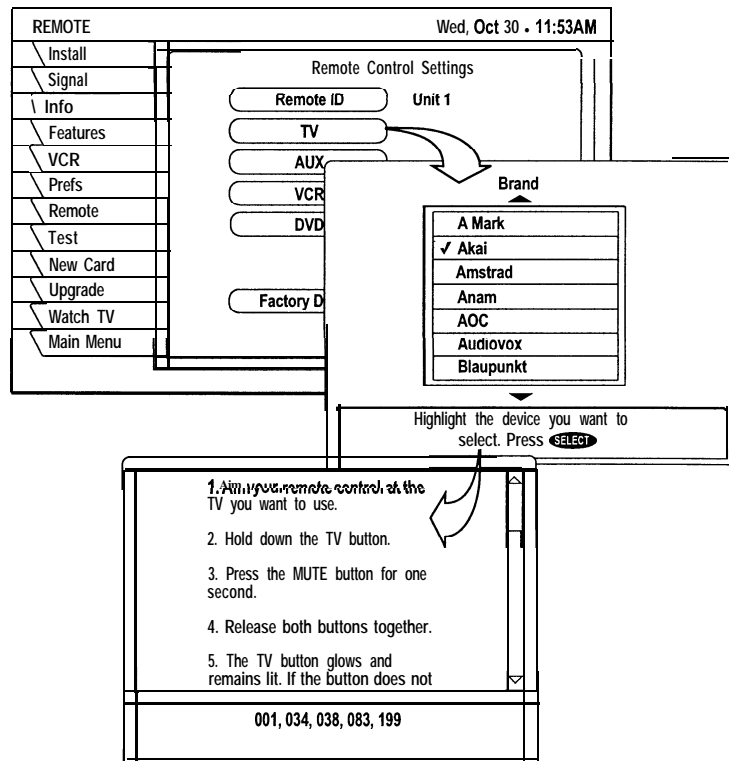 REMOTE
Wed, Oct 30 • 11:53AM
Install
Signal
Info
Features
VCR
Prefs
Remote
Test
New Card
Upgrade
Watch TV
Main Menu
Remote Control Settings
Remote ID
Unit 1
TV
AUX
VCR
DVD
Factory D
Brand
A Mark
✓ Akai
Amstrad
Anam
AOC
Audiovox
Blaupunkt
Highlight the device you want to
select. Press SELECT
1. Aim your remote control at the
TV you want to use.
2. Hold down the TV button.
3. Press the MUTE button for one
second.
4. Release both buttons together.
5. The TV button glows and
remains lit. If the button does not
001, 034, 038, 083, 199